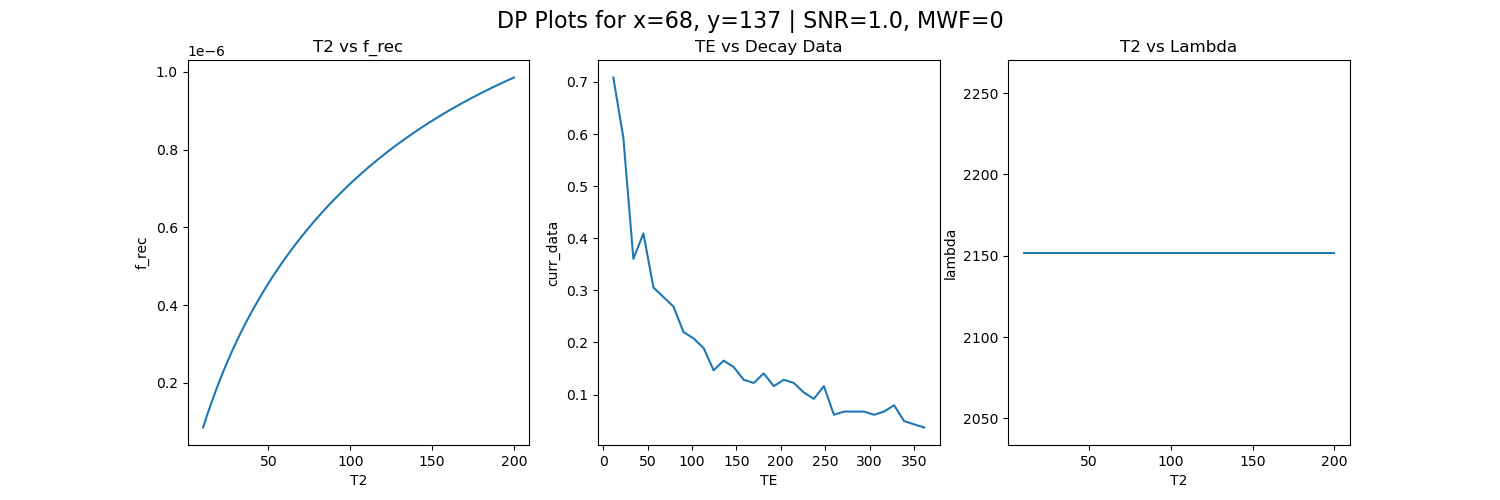 DP Plots for x=68, y=137 | SNR=1.0, MWF=0
T2 vs f_rec
1e−6
1.0
0.8
0.6
0.4
0.2
f_rec
50 100 150 200
T2
TE vs Decay Data
0.7
0.6
0.5
0.4
0.3
0.2
0.1
curr_data
0 50 100 150 200 250 300 350
TE
T2 vs Lambda
2250
2200
2150
2100
2050
lambda
50 100 150 200
T2